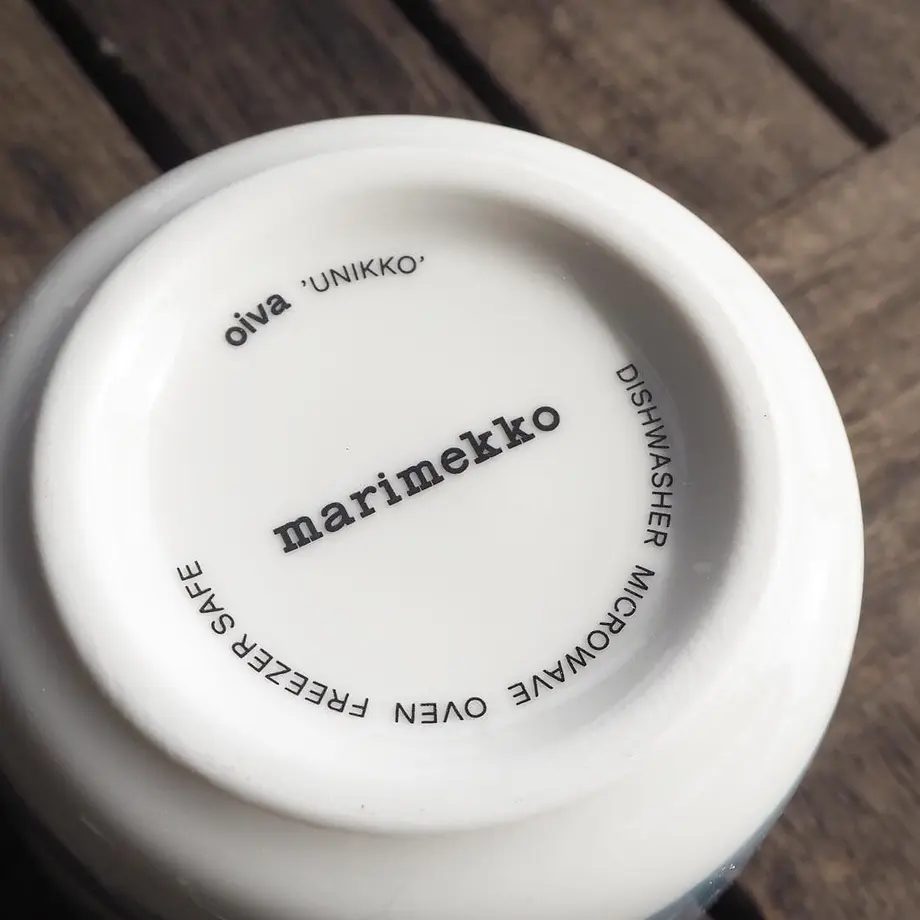 oiva 'UNIKKO'
marimekko
DISHWASHER MICROWAVE OVEN FREEZER SAFE